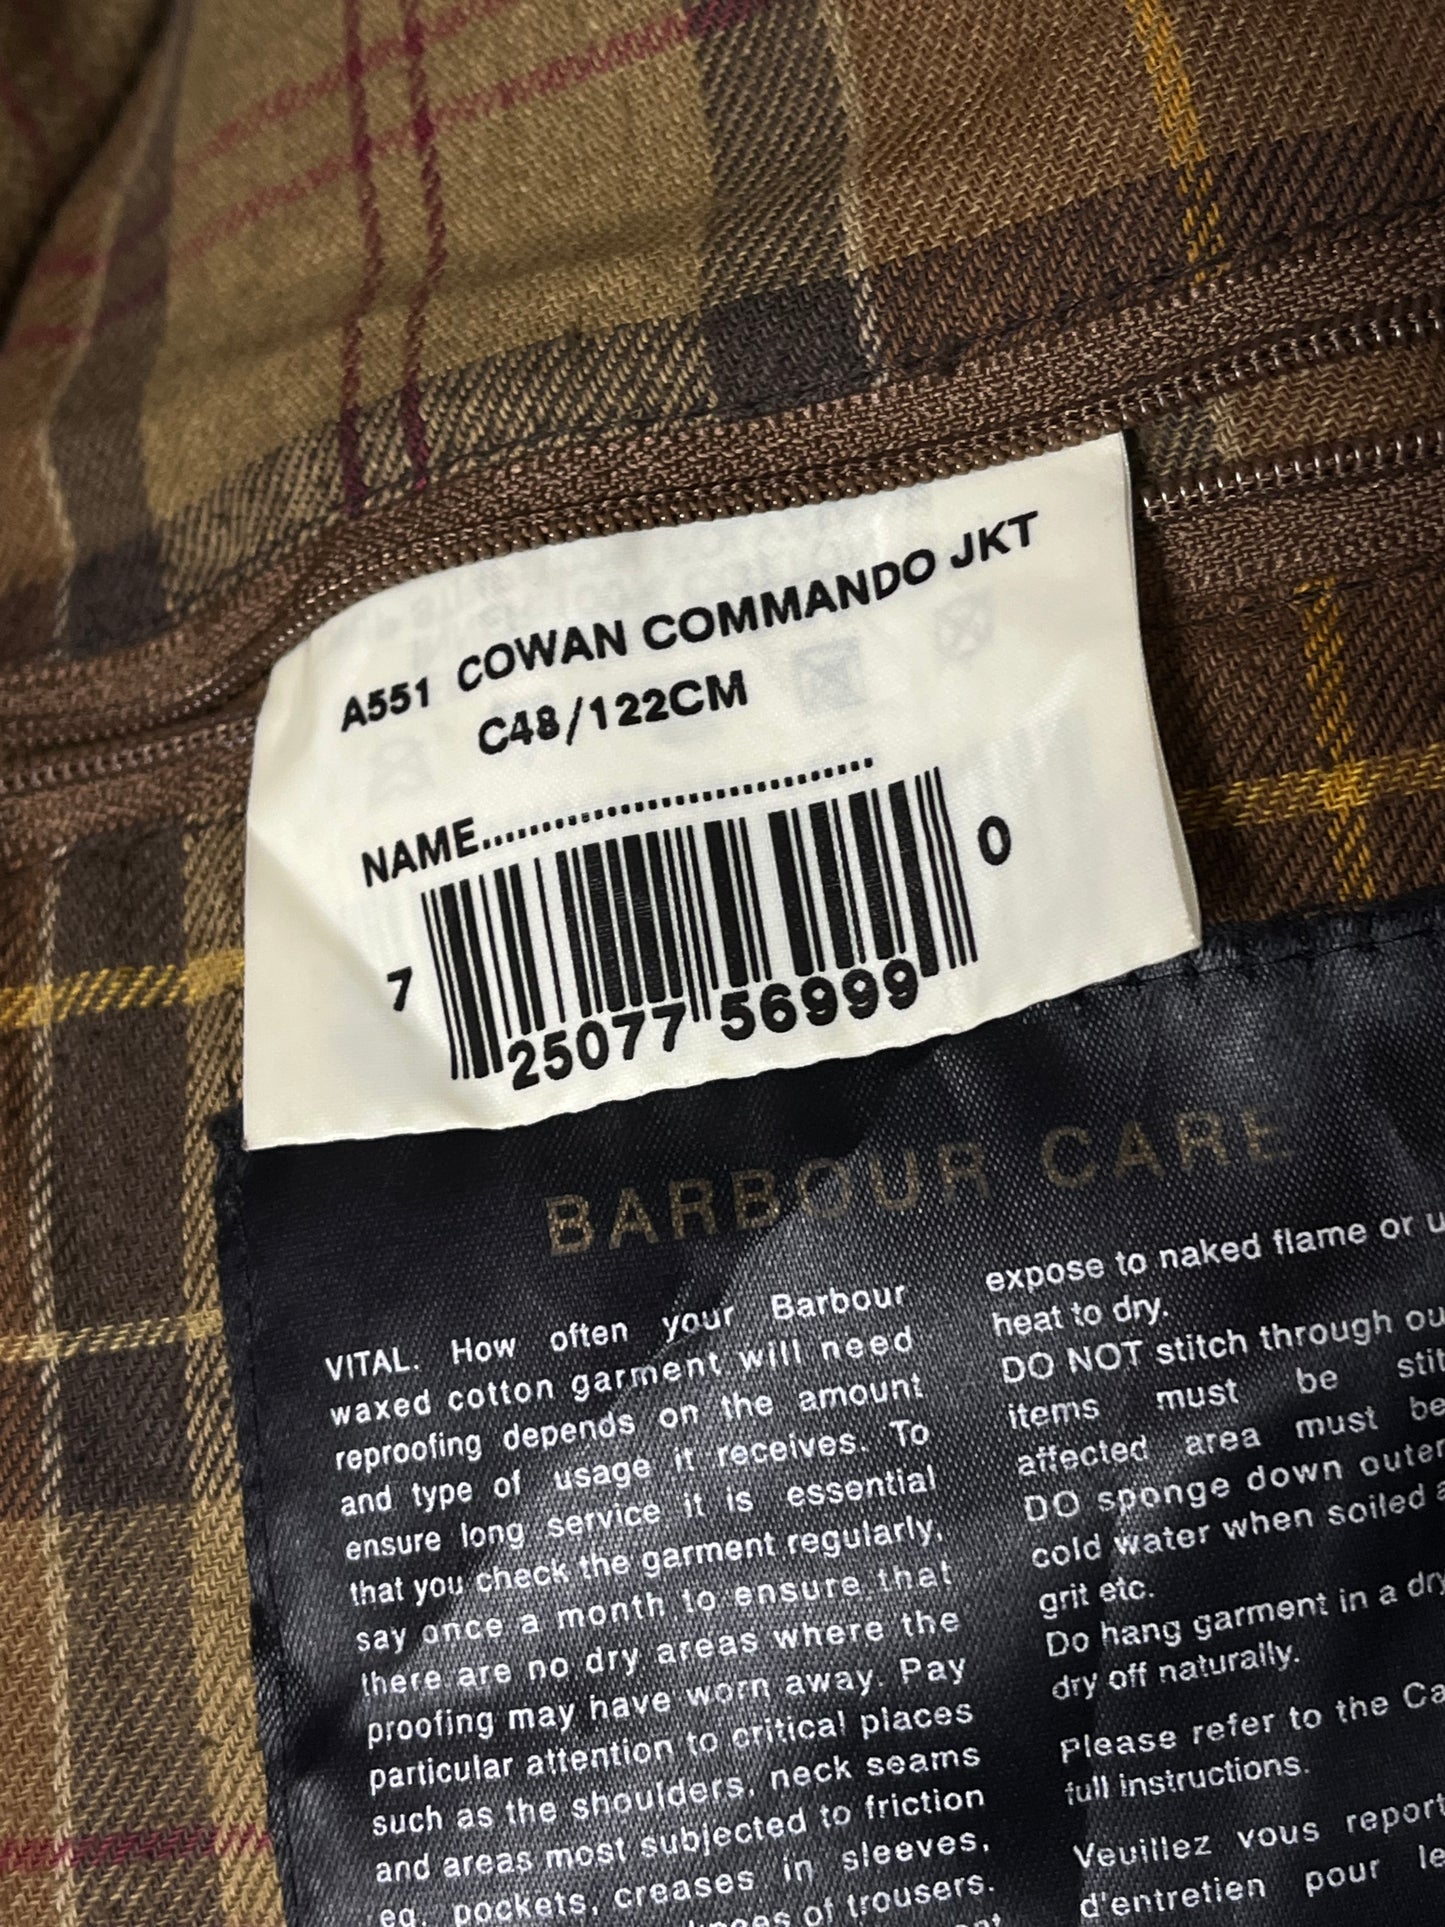 A551 COWAN COMMANDO JKT
C48/122CM
NAME.................................
7 25077 56999 0
BARBOUR CARE
VITAL. How often your Barbour
waxed cotton garment will need
reproofing depends on the amount
and type of usage it receives. To
ensure long service it is essential
that you check the garment regularly,
say once a month to ensure that
there are no dry areas where the
proofing may have worn away. Pay
particular attention to critical places
such as the shoulders, neck seams
and areas most subjected to friction
eg. pockets, creases in sleeves,
of trousers.
expose to naked flame or
heat to dry.
DO NOT stitch through
items must be
affected area must be
DO sponge down outer
cold water when soiled
grit etc.
Do hang garment in a dry
dry off naturally.
Please refer to the
full instructions.
Veuillez vous
d'entretien pour